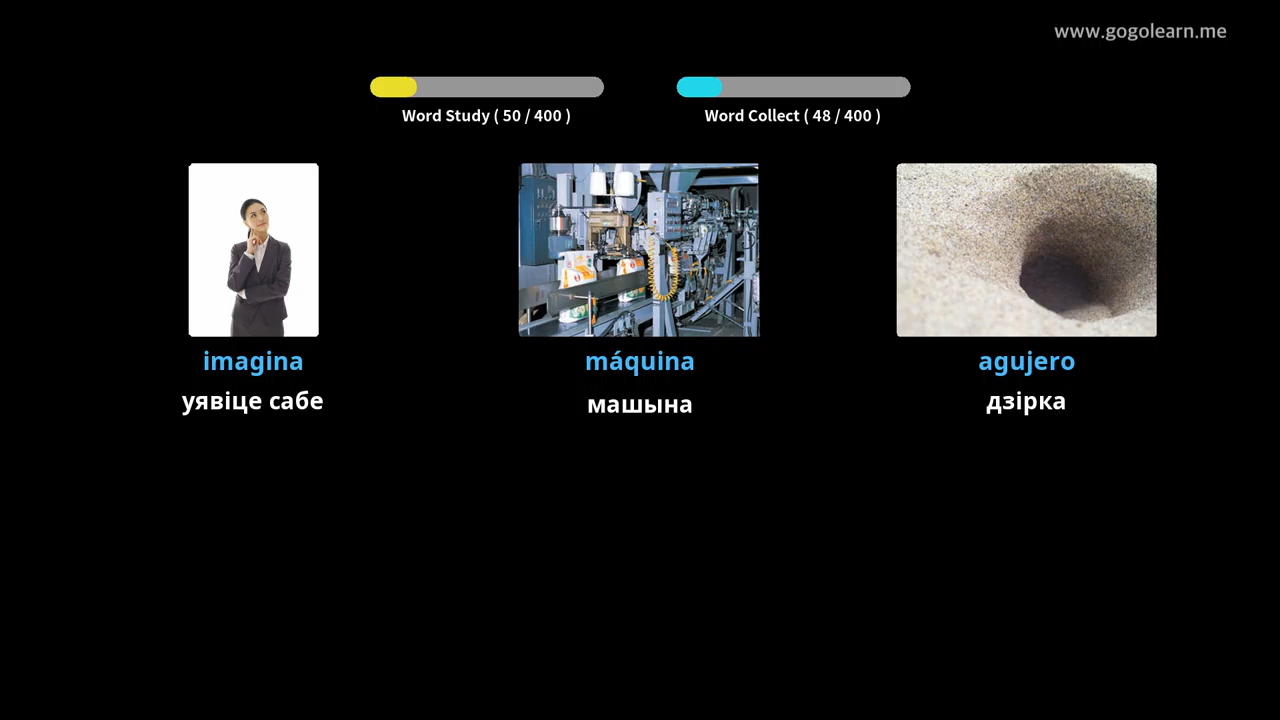 www.gogolearn.me
Word Study ( 50 / 400 )
Word Collect ( 48 / 400 )
imagina
máquina
agujero
уявіце сабе
машына
дзірка